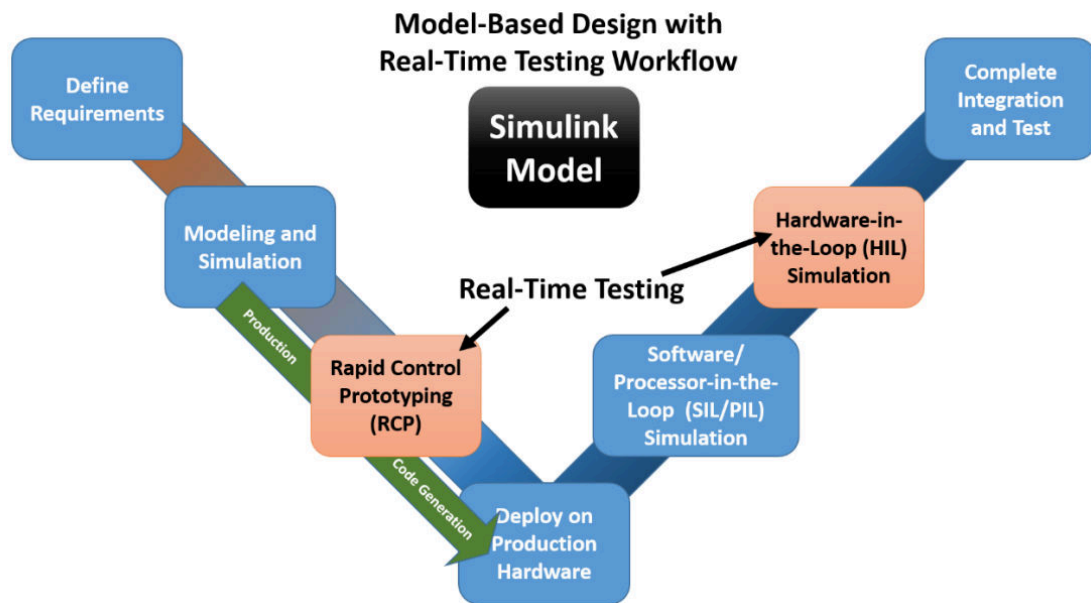 Model-Based Design with
Real-Time Testing Workflow
Simulink
Model
Define
Requirements
Modeling and
Simulation
Production
Real-Time Testing
Rapid Control
Prototyping
(RCP)
Code Generation
Deploy on
Production
Hardware
Software/
Processor-in-the-
Loop (SIL/PIL)
Simulation
Hardware-in-
the-Loop (HIL)
Simulation
Complete
Integration
and Test